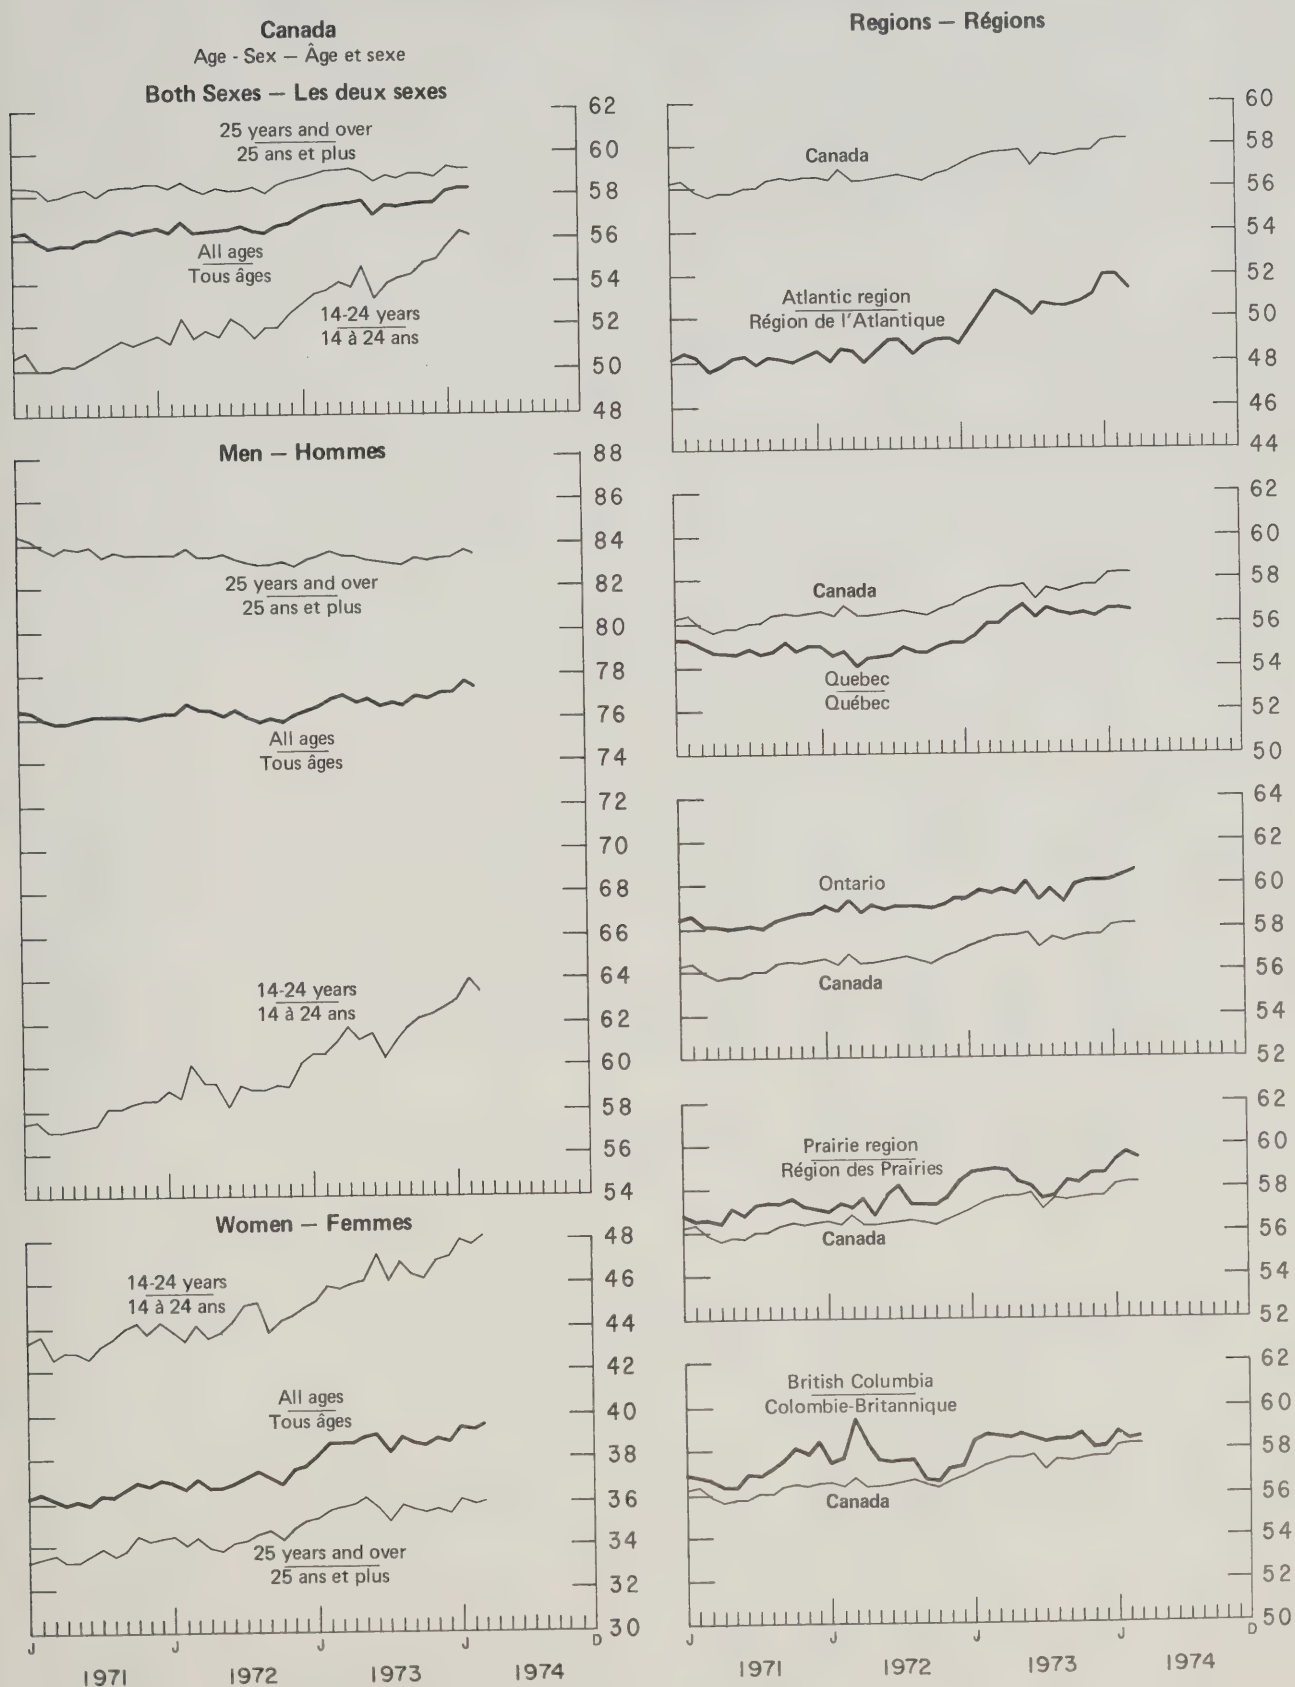 Canada
Age - Sex — Âge et sexe
Both Sexes — Les deux sexes
25 years and over
25 ans et plus
All ages
Tous âges
14-24 years
14 à 24 ans
62
60
58
56
54
52
50
48
Men — Hommes
25 years and over
25 ans et plus
All ages
Tous âges
14-24 years
14 à 24 ans
88
86
84
82
80
78
76
74
72
70
68
66
64
62
60
58
56
54
Women — Femmes
14-24 years
14 à 24 ans
All ages
Tous âges
25 years and over
25 ans et plus
48
46
44
42
40
38
36
34
32
30
J J J J D
1971 1972 1973 1974
Regions — Régions
Canada
Atlantic region
Région de l'Atlantique
60
58
56
54
52
50
48
46
44
Canada
Quebec
Québec
62
60
58
56
54
52
50
Ontario
Canada
64
62
60
58
56
54
52
Prairie region
Région des Prairies
Canada
62
60
58
56
54
52
British Columbia
Colombie-Britannique
Canada
62
60
58
56
54
52
50
J J J J D
1971 1972 1973 1974